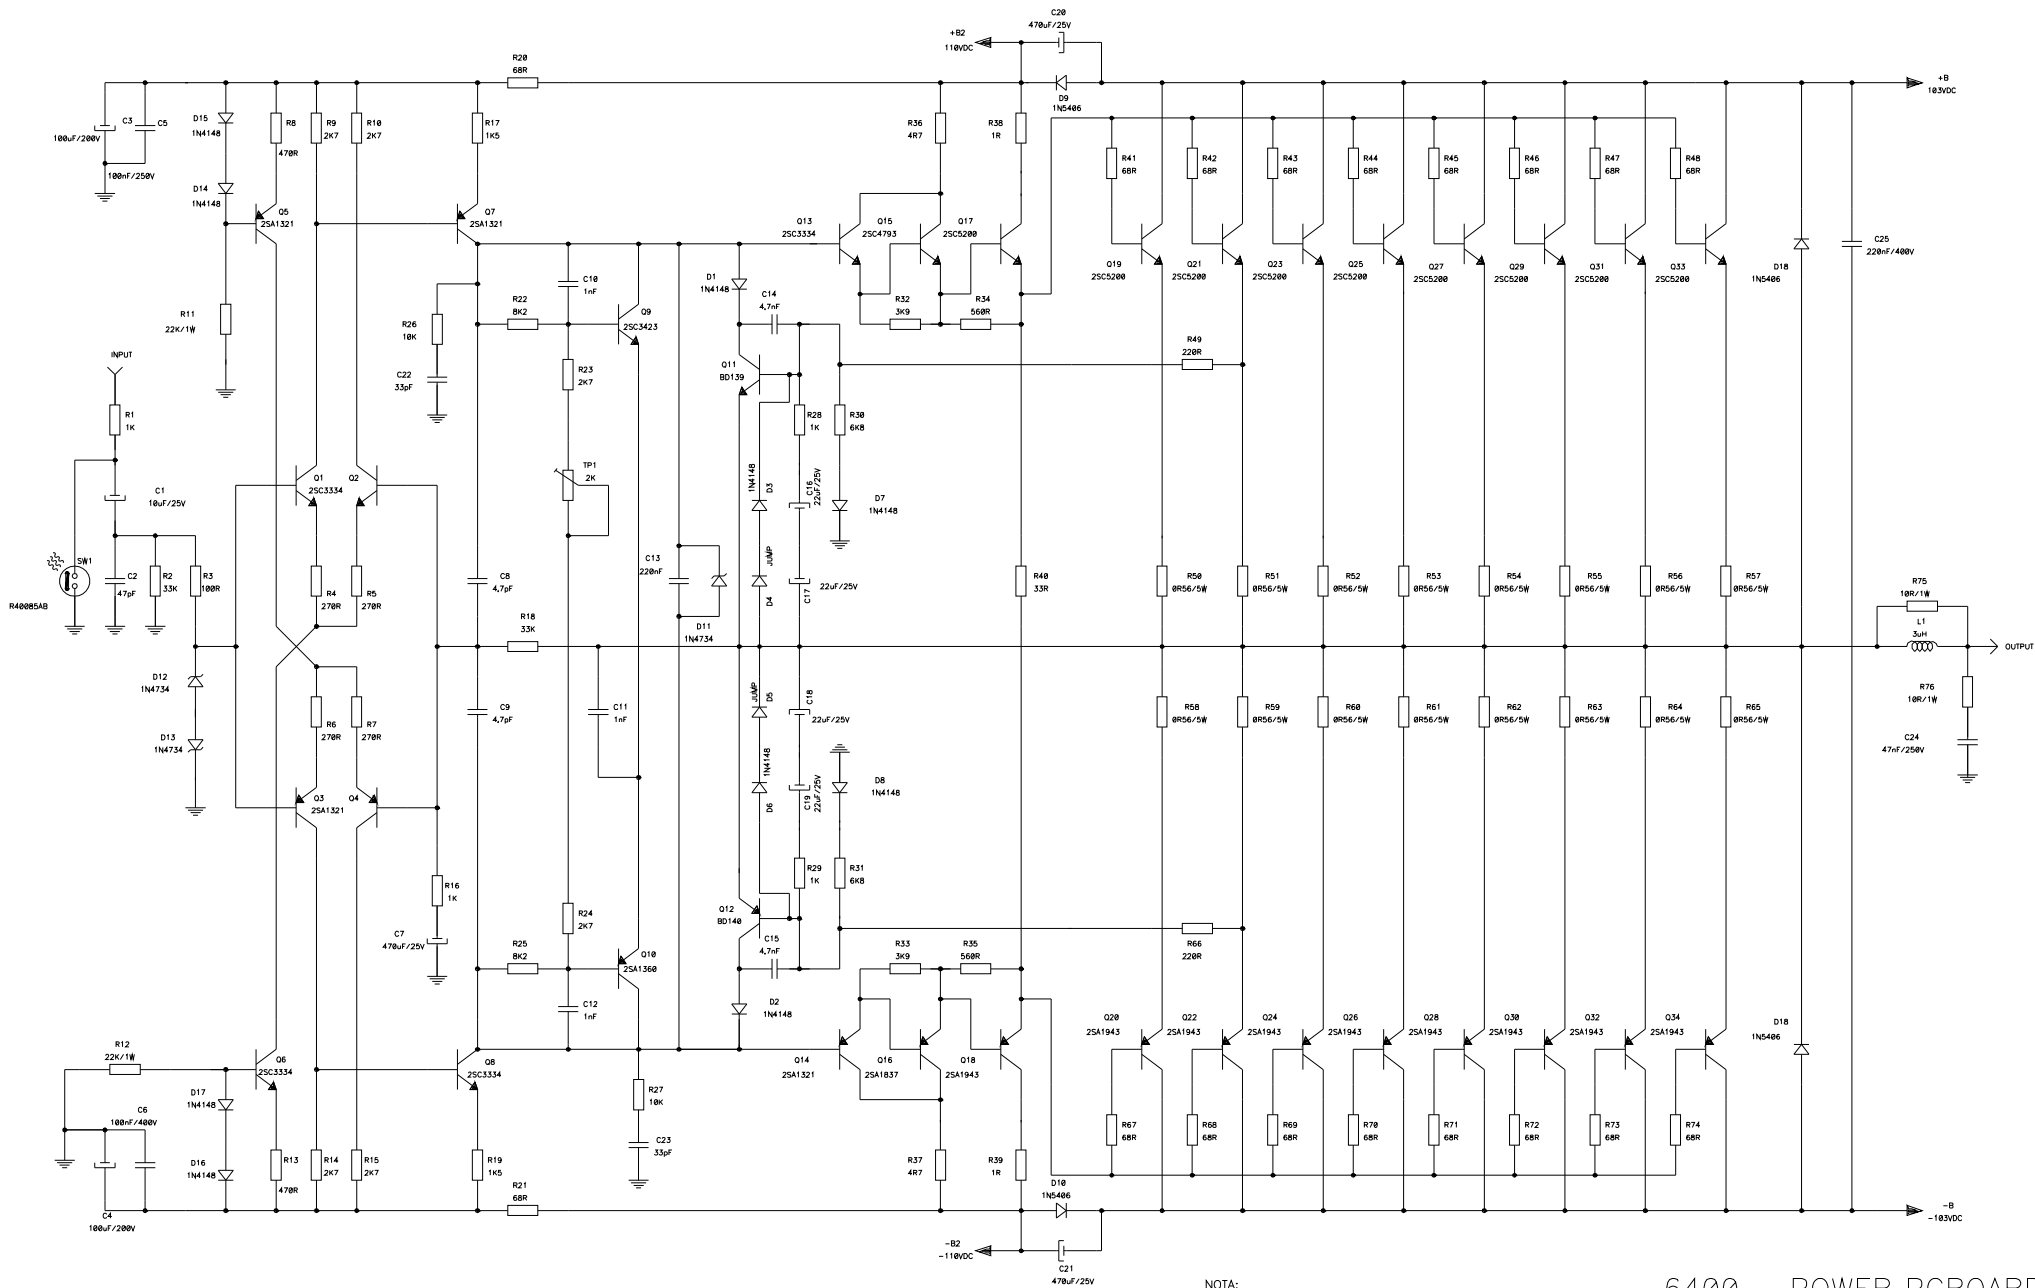 C20
470uF/25V
+B2
110VDC
R20
68R
D9
1N5406
+B
103VDC
C3
C5
100uF/200V
100nF/250V
D15
1N4148
D14
1N4148
R8
470R
R9
2K7
R10
2K7
R17
1K5
R36
4R7
R38
1R
R41
68R
R42
68R
R43
68R
R44
68R
R45
68R
R46
68R
R47
68R
R48
68R
Q5
2SA1321
Q7
2SA1321
Q13
2SC3334
Q15
2SC4793
Q17
2SC5200
Q19
2SC5200
Q21
2SC5200
Q23
2SC5200
Q25
2SC5200
Q27
2SC5200
Q29
2SC5200
Q31
2SC5200
Q33
2SC5200
D18
1N5406
C25
220nF/400V
R11
22K/1W
C10
1nF
D1
1N4148
C14
4,7nF
R22
8K2
Q9
2SC3423
R32
3K9
R34
560R
R26
10K
C22
33pF
R23
2K7
Q11
BD139
R49
220R
INPUT
R1
1K
R28
1K
R30
6K8
C1
10uF/25V
Q1
2SC3334
Q2
TP1
2K
1N4148
D3
C16
22uF/25V
D7
1N4148
SW1
R40085AB
C2
47pF
R2
33K
R3
100R
R4
270R
R5
270R
C8
4,7pF
C13
220nF
JUMP
D4
C17
22uF/25V
R40
33R
R50
0R56/5W
R51
0R56/5W
R52
0R56/5W
R53
0R56/5W
R54
0R56/5W
R55
0R56/5W
R56
0R56/5W
R57
0R56/5W
R75
10R/1W
R18
33K
D11
1N4734
L1
3uH
OUTPUT
D12
1N4734
D13
1N4734
R6
270R
R7
270R
C9
4,7pF
C11
1nF
JUMP
D5
C18
22uF/25V
R58
0R56/5W
R59
0R56/5W
R60
0R56/5W
R61
0R56/5W
R62
0R56/5W
R63
0R56/5W
R64
0R56/5W
R65
0R56/5W
R76
10R/1W
C24
47nF/250V
1N4148
D6
C19
22uF/25V
D8
1N4148
Q3
2SA1321
Q4
R16
1K
R29
1K
R31
6K8
C7
470uF/25V
R24
2K7
Q12
BD140
R25
8K2
Q10
2SA1360
C15
4,7nF
R33
3K9
R35
560R
R66
220R
C12
1nF
D2
1N4148
R12
22K/1W
Q6
2SC3334
Q8
2SC3334
Q14
2SA1321
Q16
2SA1837
Q18
2SA1943
Q20
2SA1943
Q22
2SA1943
Q24
2SA1943
Q26
2SA1943
Q28
2SA1943
Q30
2SA1943
Q32
2SA1943
Q34
2SA1943
D18
1N5406
D17
1N4148
R27
10K
C6
100nF/400V
C23
33pF
R67
68R
R68
68R
R69
68R
R70
68R
R71
68R
R72
68R
R73
68R
R74
68R
D16
1N4148
R13
470R
R14
2K7
R15
2K7
R19
1K5
R37
4R7
R39
1R
D10
1N5406
R21
68R
C4
100uF/200V
-B
-103VDC
-B2
-110VDC
C21
470uF/25V
NOTA:
6400 POWER PCBOARD